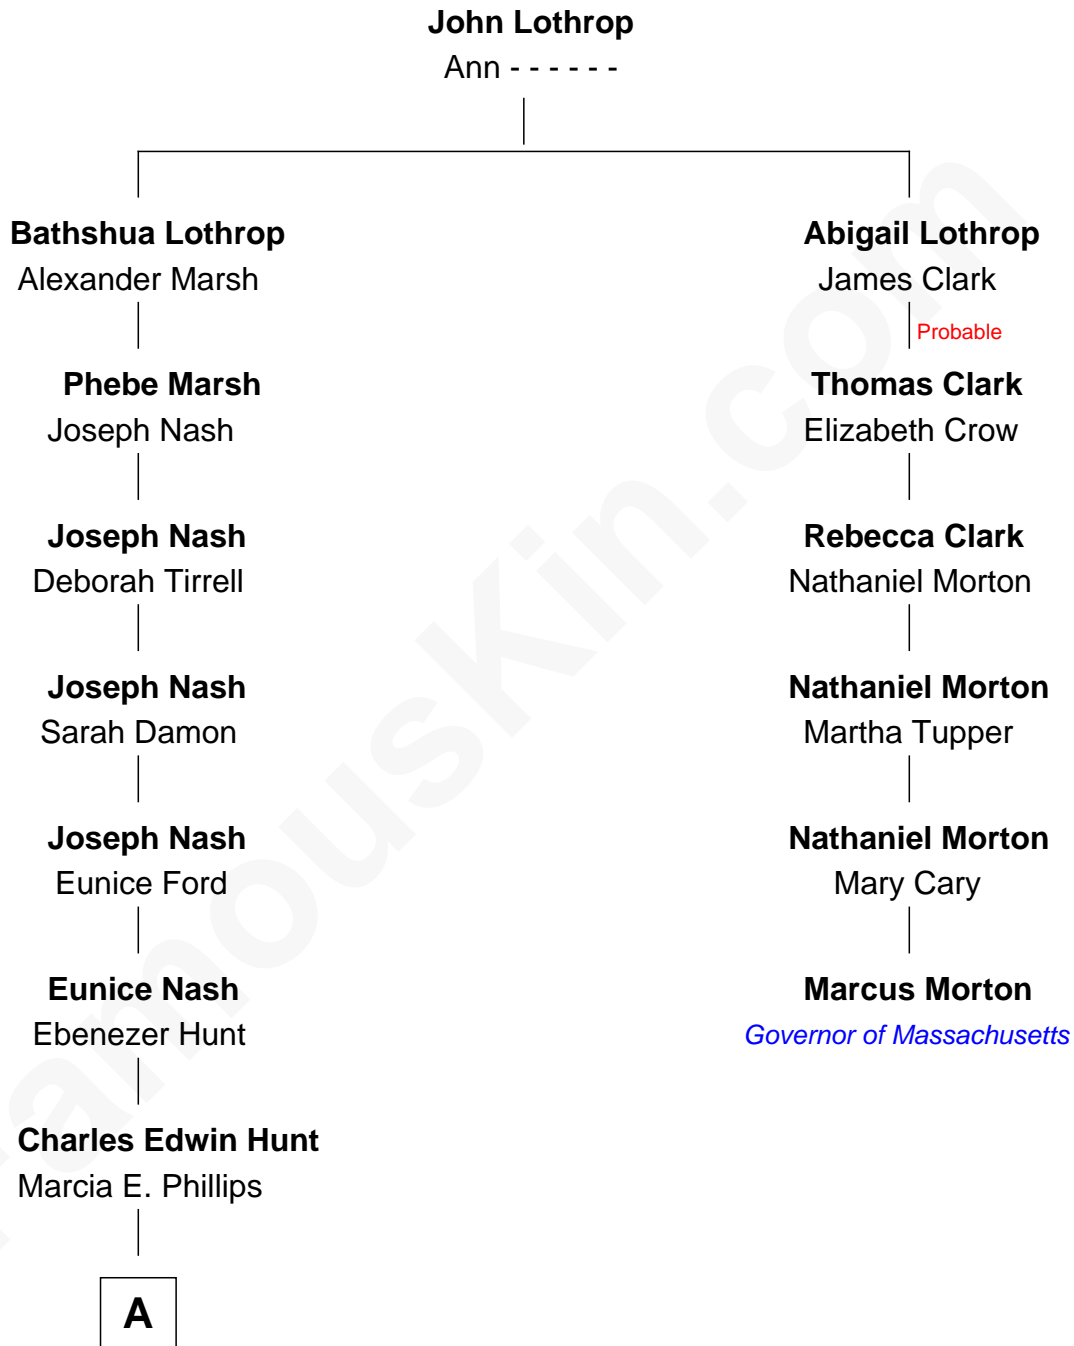 John Lothrop
Ann - - - - - -
Bathshua Lothrop
Alexander Marsh
Abigail Lothrop
James Clark
Probable
Phebe Marsh
Joseph Nash
Thomas Clark
Elizabeth Crow
Joseph Nash
Deborah Tirrell
Rebecca Clark
Nathaniel Morton
Joseph Nash
Sarah Damon
Nathaniel Morton
Martha Tupper
Joseph Nash
Eunice Ford
Nathaniel Morton
Mary Cary
Eunice Nash
Ebenezer Hunt
Marcus Morton
Governor of Massachusetts
Charles Edwin Hunt
Marcia E. Phillips
A
FamousKin.com